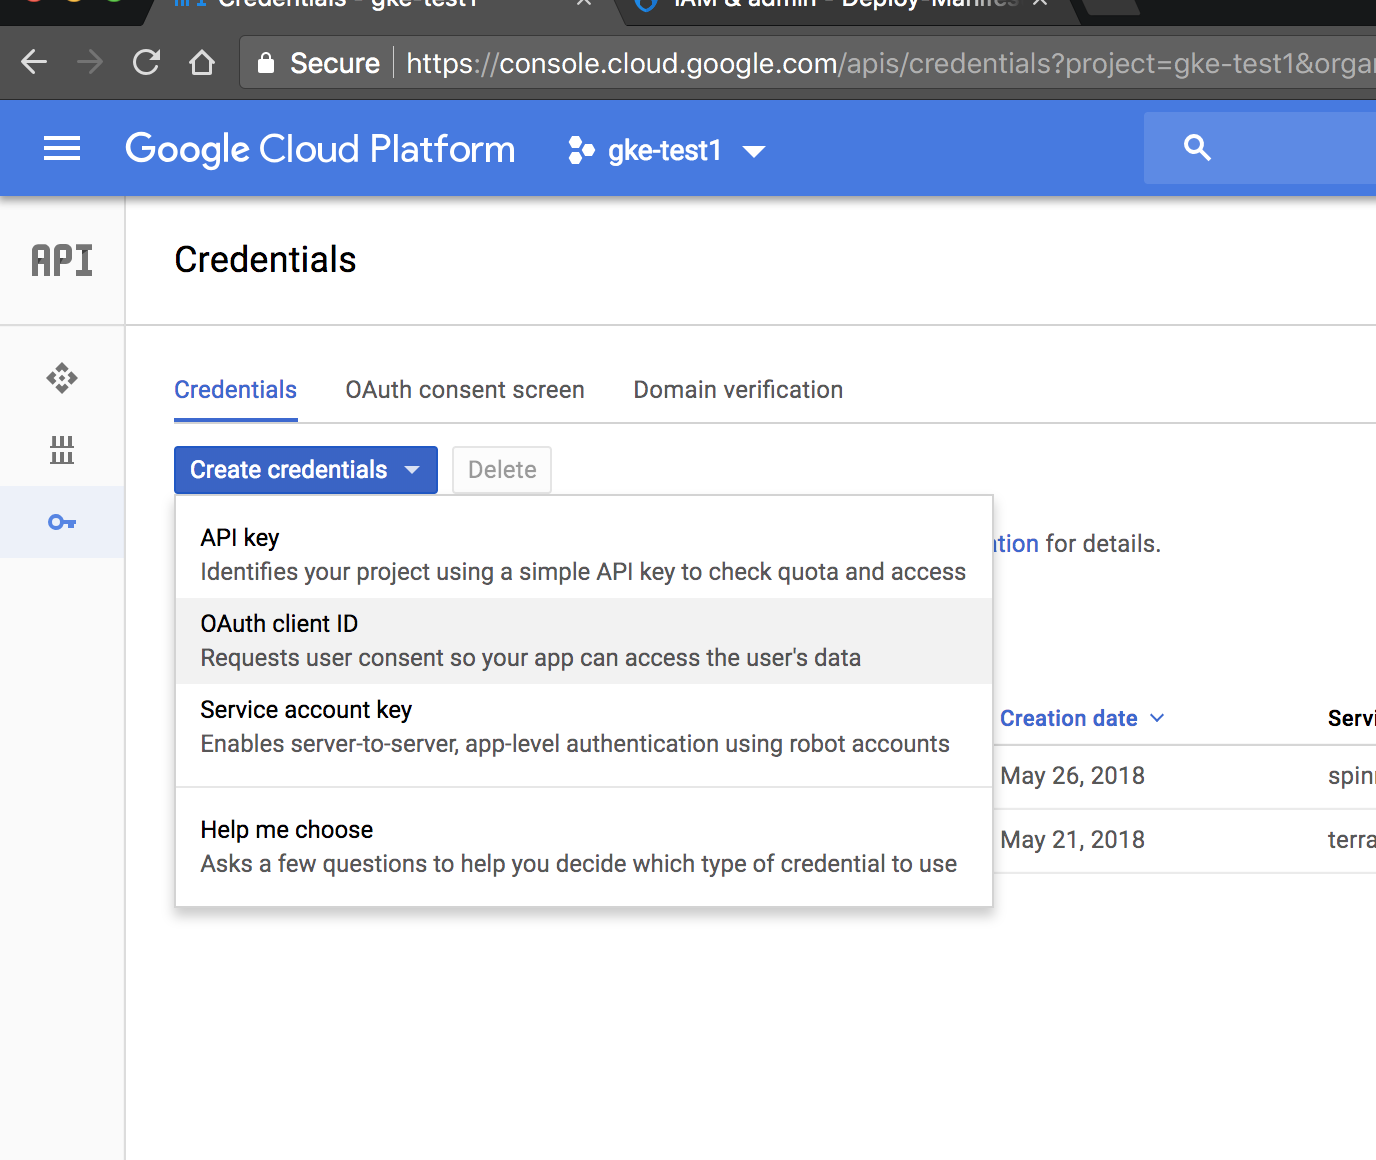 API Credentials - gke-test1
IAM & admin - Deploy-Manifes
Secure
https://console.cloud.google.com/apis/credentials?project=gke-test1&orga
Google Cloud Platform
gke-test1
API
Credentials
Credentials OAuth consent screen Domain verification
Create credentials Delete
API key
Identifies your project using a simple API key to check quota and access
ation for details.
OAuth client ID
Requests user consent so your app can access the user's data
Service account key
Enables server-to-server, app-level authentication using robot accounts
Help me choose
Asks a few questions to help you decide which type of credential to use
Creation date Servi
May 26, 2018 spin
May 21, 2018 terra